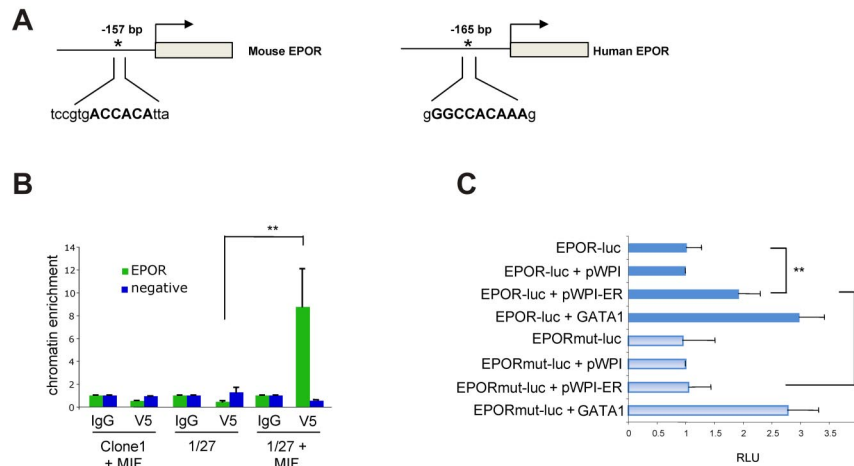 A
-157 bp
*
Mouse EPOR
tccgtgACCACAtta
-165 bp
*
Human EPOR
gGGCCACAAAg
B
**
chromatin enrichment
14
12
10
8
6
4
2
0
EPOR
negative
IgG V5 IgG V5 IgG V5
Clone1 + MIF
1/27
1/27 + MIF
C
EPOR-luc
EPOR-luc + pWPI
EPOR-luc + pWPI-ER
EPOR-luc + GATA1
EPORmut-luc
EPORmut-luc + pWPI
EPORmut-luc + pWPI-ER
EPORmut-luc + GATA1
**
0 0.5 1 1.5 2 2.5 3 3.5
RLU